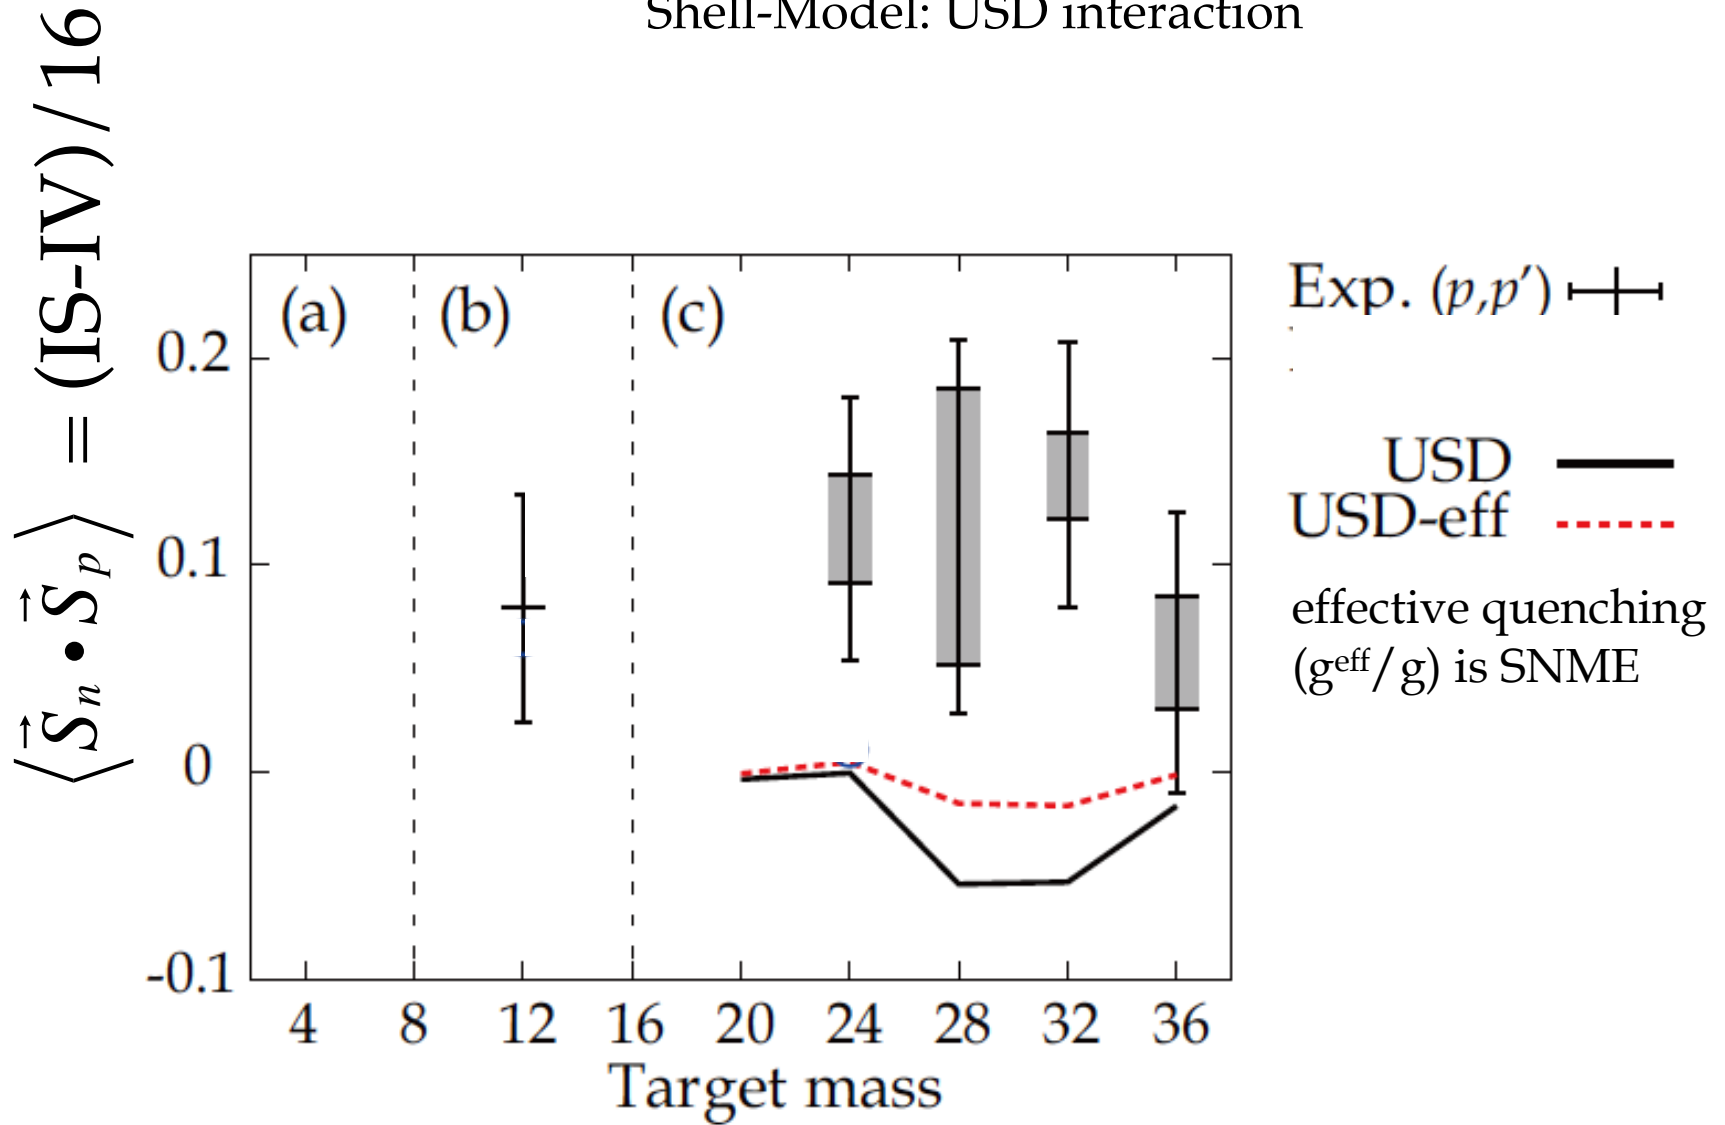 Shell-Model: USD interaction
⟨S⃗n • S⃗p⟩ = (IS-IV)/16
(a) (b) (c)
0.2
0.1
0
-0.1
4 8 12 16 20 24 28 32 36
Target mass
Exp. (p,p′)
USD
USD-eff
effective quenching
(g^eff/g) is SNME